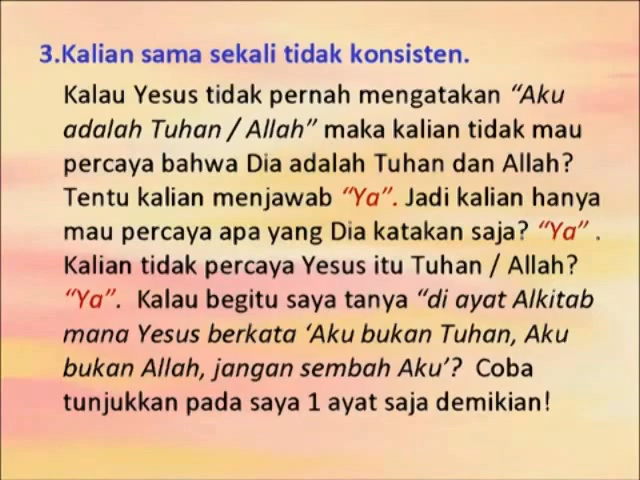 3.Kalian sama sekali tidak konsisten.
Kalau Yesus tidak pernah mengatakan “Aku
adalah Tuhan / Allah” maka kalian tidak mau
percaya bahwa Dia adalah Tuhan dan Allah?
Tentu kalian menjawab “Ya”. Jadi kalian hanya
mau percaya apa yang Dia katakan saja? “Ya” .
Kalian tidak percaya Yesus itu Tuhan / Allah?
“Ya”. Kalau begitu saya tanya “di ayat Alkitab
mana Yesus berkata ‘Aku bukan Tuhan, Aku
bukan Allah, jangan sembah Aku’? Coba
tunjukkan pada saya 1 ayat saja demikian!